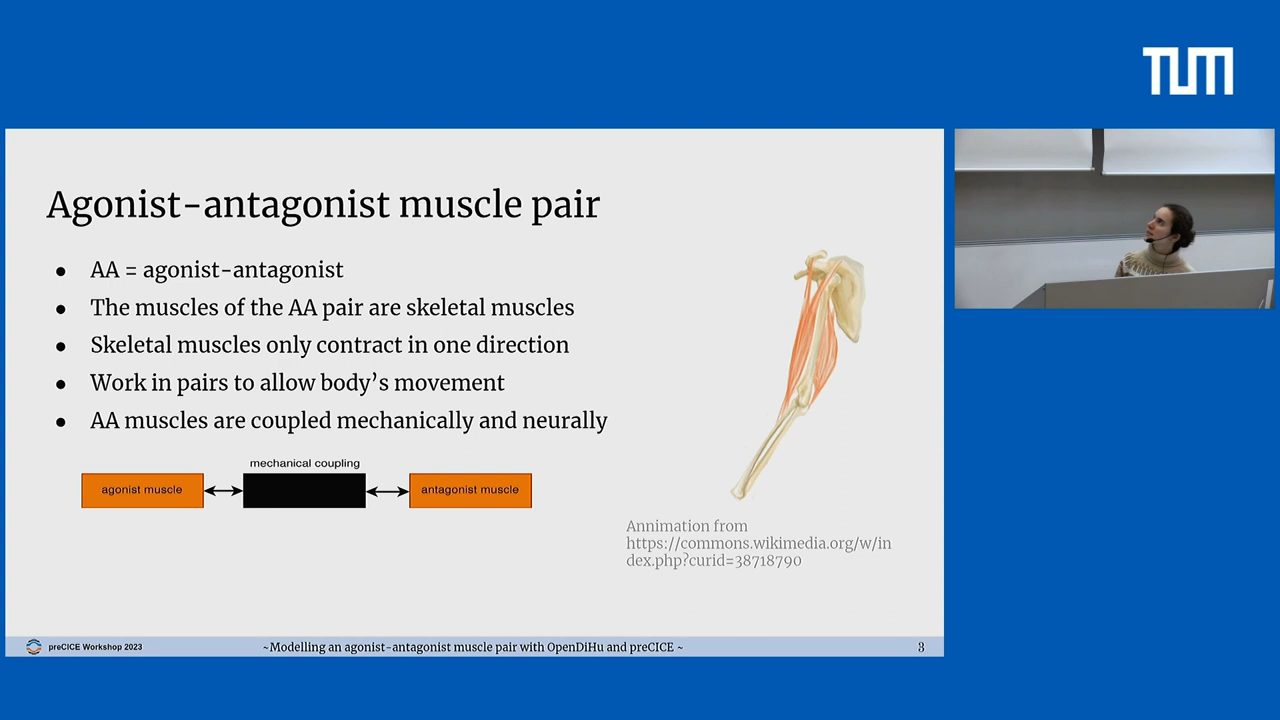 TUM
Agonist-antagonist muscle pair
● AA = agonist-antagonist
● The muscles of the AA pair are skeletal muscles
● Skeletal muscles only contract in one direction
● Work in pairs to allow body’s movement
● AA muscles are coupled mechanically and neurally
mechanical coupling
agonist muscle
antagonist muscle
Annimation from
https://commons.wikimedia.org/w/in
dex.php?curid=38718790
preCICE Workshop 2023
~Modelling an agonist-antagonist muscle pair with OpenDiHu and preCICE ~
3